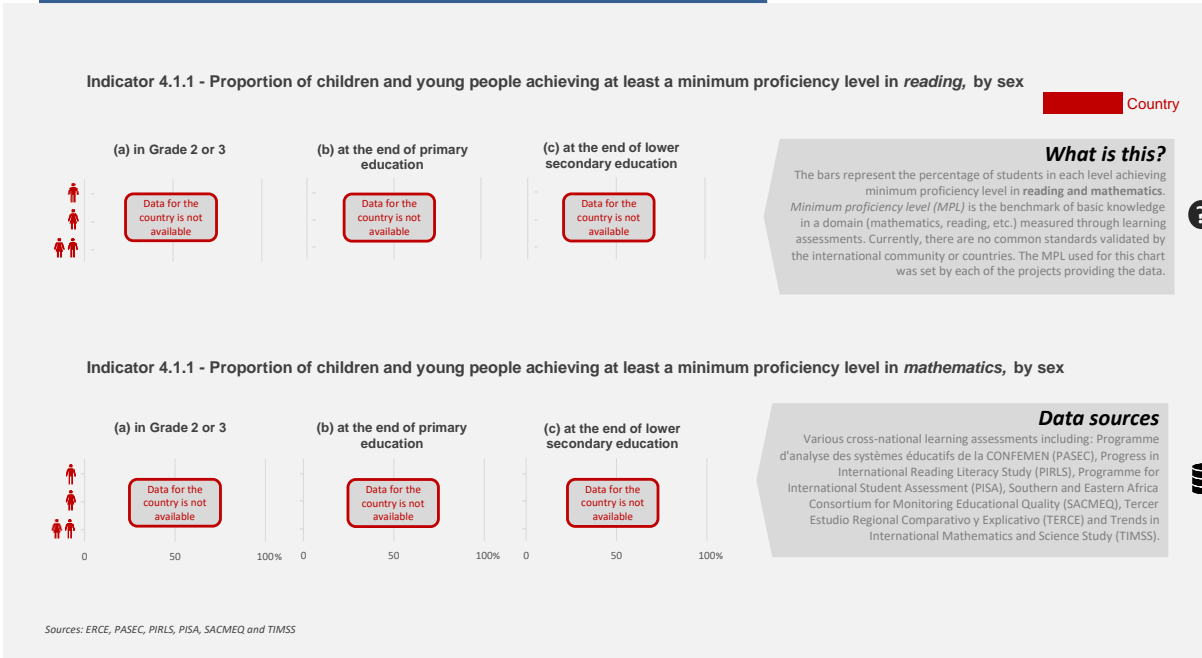 Indicator 4.1.1 - Proportion of children and young people achieving at least a minimum proficiency level in reading, by sex
Country
(a) in Grade 2 or 3
(b) at the end of primary
education
(c) at the end of lower
secondary education
Data for the
country is not
available
Data for the
country is not
available
Data for the
country is not
available
What is this?
The bars represent the percentage of students in each level achieving
minimum proficiency level in reading and mathematics.
Minimum proficiency level (MPL) is the benchmark of basic knowledge
in a domain (mathematics, reading, etc.) measured through learning
assessments. Currently, there are no common standards validated by
the international community or countries. The MPL used for this chart
was set by each of the projects providing the data.
?
Indicator 4.1.1 - Proportion of children and young people achieving at least a minimum proficiency level in mathematics, by sex
(a) in Grade 2 or 3
(b) at the end of primary
education
(c) at the end of lower
secondary education
Data for the
country is not
available
Data for the
country is not
available
Data for the
country is not
available
0 50 100% 0 50 100% 0 50 100%
Data sources
Various cross-national learning assessments including: Programme
d'analyse des systèmes éducatifs de la CONFEMEN (PASEC), Progress in
International Reading Literacy Study (PIRLS), Programme for
International Student Assessment (PISA), Southern and Eastern Africa
Consortium for Monitoring Educational Quality (SACMEQ), Tercer
Estudio Regional Comparativo y Explicativo (TERCE) and Trends in
International Mathematics and Science Study (TIMSS).
Sources: ERCE, PASEC, PIRLS, PISA, SACMEQ and TIMSS